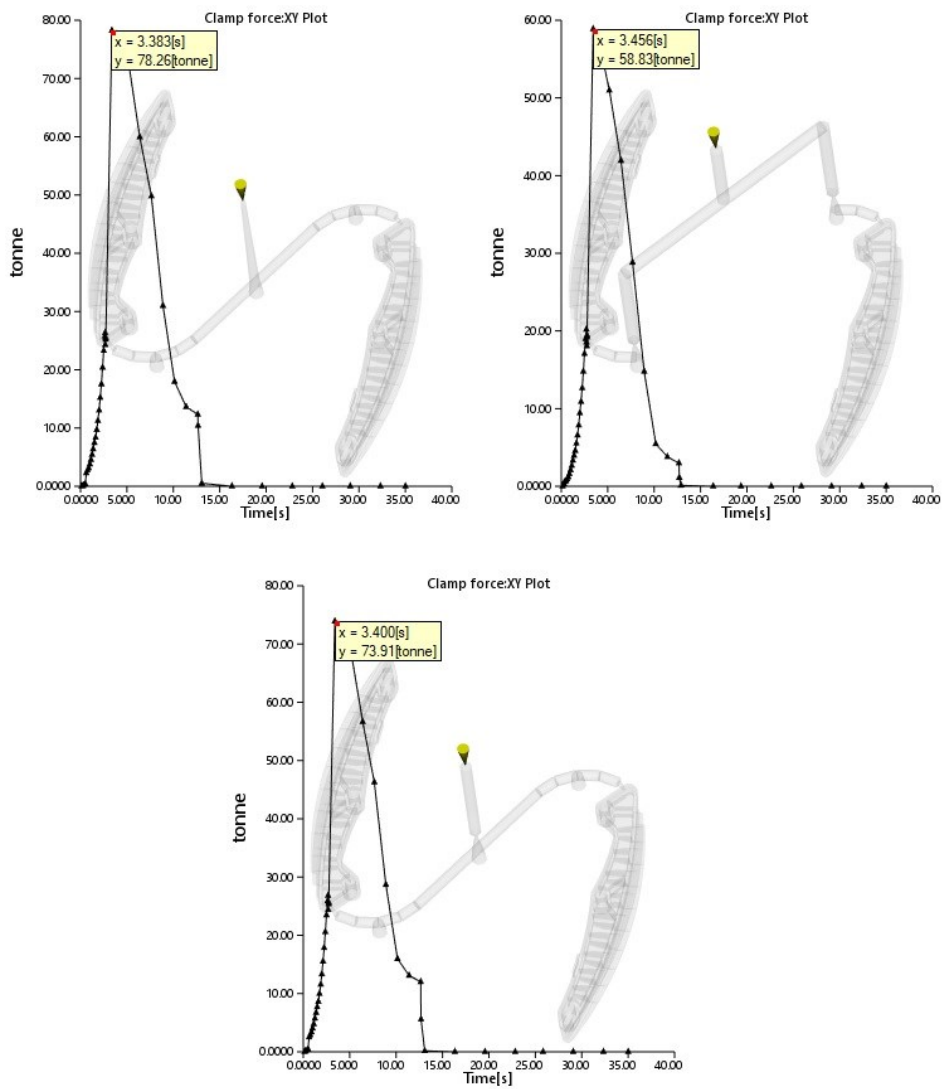 Clamp force:XY Plot
80.00
70.00
60.00
50.00
40.00
30.00
20.00
10.00
0.0000
tonne
x = 3.383[s]
y = 78.26[tonne]
0.0000 5.000 10.00 15.00 20.00 25.00 30.00 35.00 40.00
Time[s]
Clamp force:XY Plot
60.00
50.00
40.00
30.00
20.00
10.00
0.0000
tonne
x = 3.456[s]
y = 58.83[tonne]
0.0000 5.000 10.00 15.00 20.00 25.00 30.00 35.00 40.00
Time[s]
Clamp force:XY Plot
80.00
70.00
60.00
50.00
40.00
30.00
20.00
10.00
0.0000
tonne
x = 3.400[s]
y = 73.91[tonne]
0.0000 5.000 10.00 15.00 20.00 25.00 30.00 35.00 40.00
Time[s]